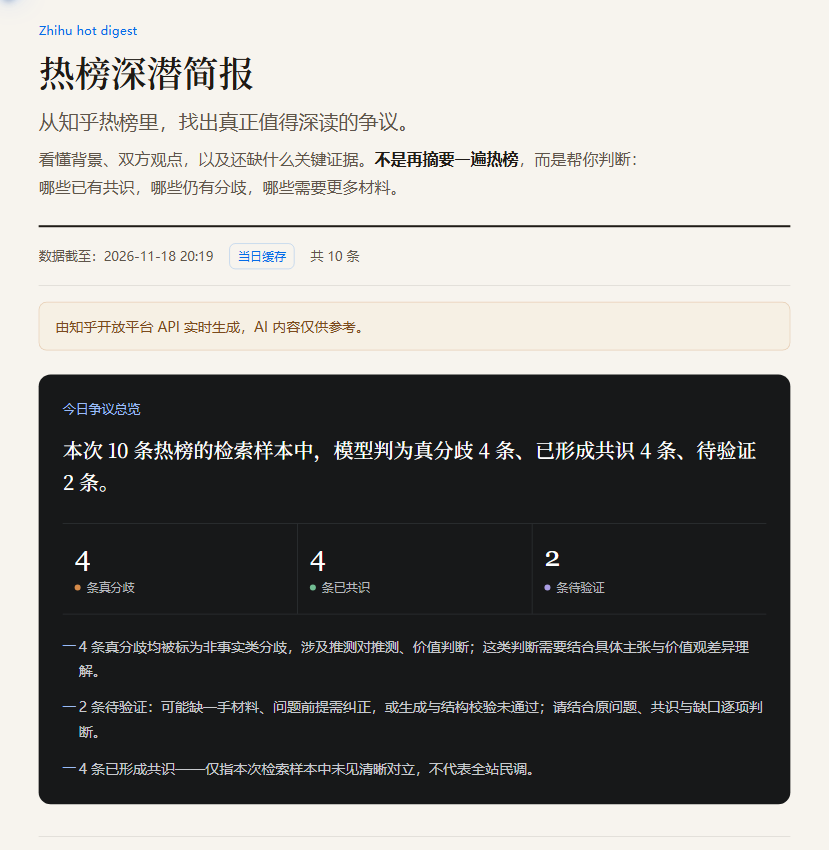 Zhihu hot digest
热榜深潜简报
从知乎热榜里，找出真正值得深读的争议。
看懂背景、双方观点，以及还缺什么关键证据。不是再摘要一遍热榜，而是帮你判断：
哪些已有共识，哪些仍有分歧，哪些需要更多材料。
数据截至：2026-11-18 20:19 当日缓存 共 10 条
由知乎开放平台 API 实时生成，AI 内容仅供参考。
今日争议总览
本次 10 条热榜的检索样本中，模型判为真分歧 4 条、已形成共识 4 条、待验证
2 条。
4 4 2
条真分歧 条已共识 条待验证
— 4 条真分歧均被标为非事实类分歧，涉及推测对推测、价值判断；这类判断需要结合具体主张与价值观差异理
解。
— 2 条待验证：可能缺一手材料、问题前提需纠正，或生成与结构校验未通过；请结合原问题、共识与缺口逐项判
断。
— 4 条已形成共识——仅指本次检索样本中未见清晰对立，不代表全站民调。